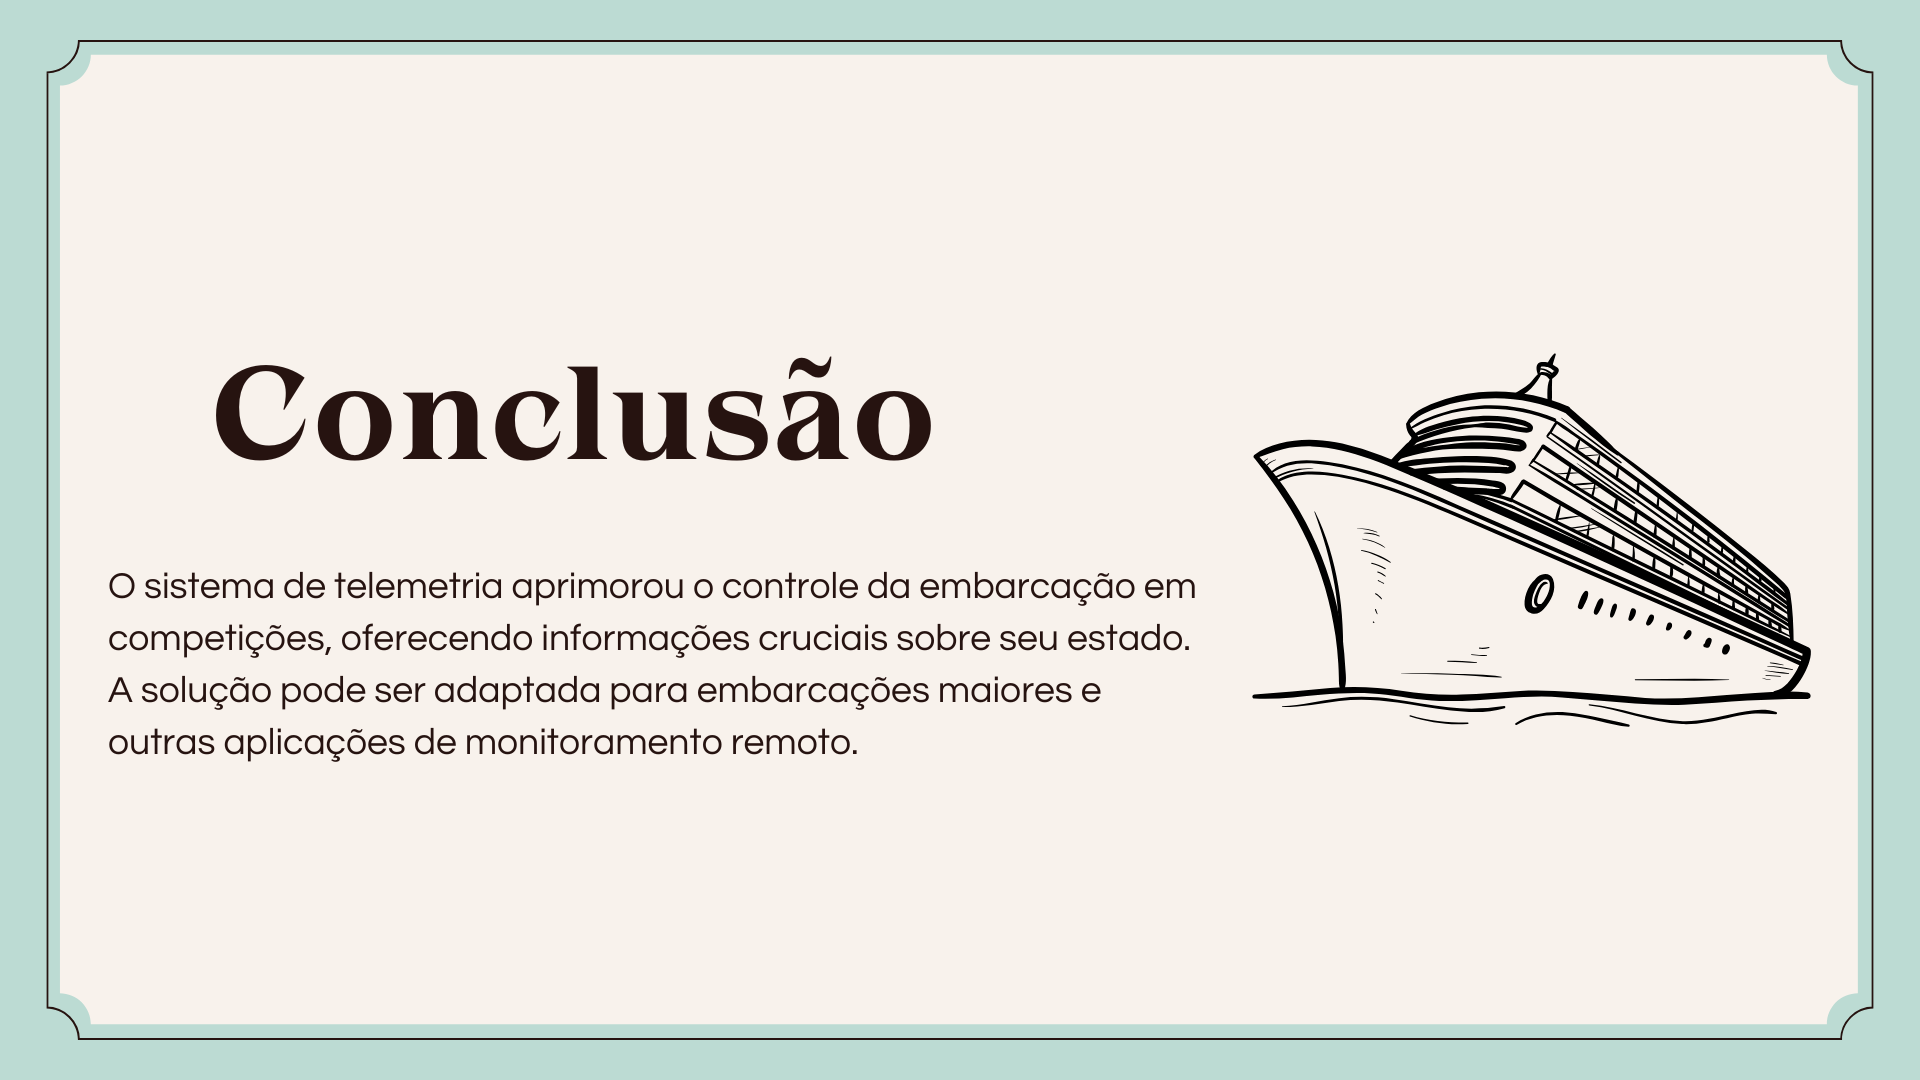 Conclusão
O sistema de telemetria aprimorou o controle da embarcação em
competições, oferecendo informações cruciais sobre seu estado.
A solução pode ser adaptada para embarcações maiores e
outras aplicações de monitoramento remoto.